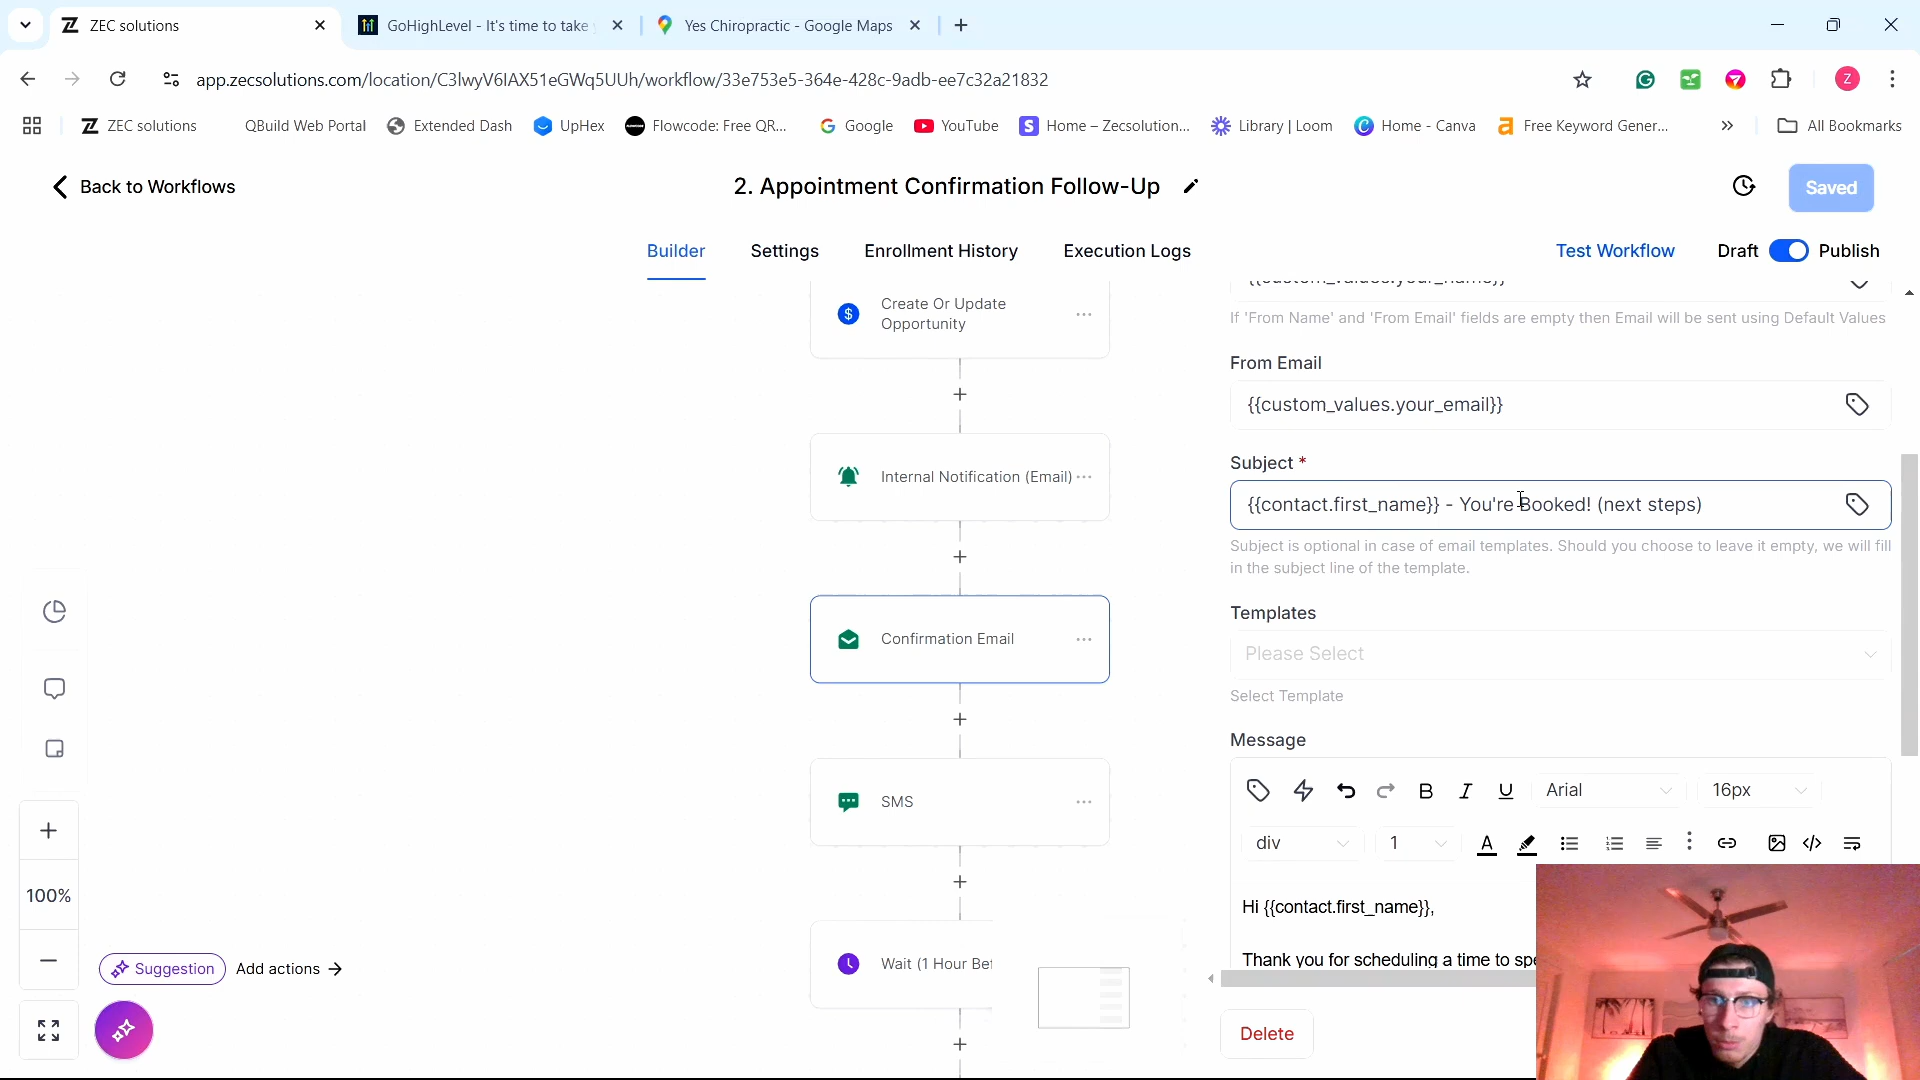 ZEC solutions
GoHighLevel - It's time to take
Yes Chiropractic - Google Maps
app.zecsolutions.com/location/C3lwyV6IAX51eGWq5UUh/workflow/33e753e5-364e-428c-9adb-ee7c32a21832
Z
ZEC solutions
QBuild Web Portal
Extended Dash
UpHex
Flowcode: Free QR...
Google
YouTube
Home – Zecsolution...
Library | Loom
Home - Canva
Free Keyword Gener...
All Bookmarks
Back to Workflows
2. Appointment Confirmation Follow-Up
Saved
Builder
Settings
Enrollment History
Execution Logs
Test Workflow
Draft
Publish
Create Or Update
Opportunity
Internal Notification (Email)
Confirmation Email
SMS
Wait (1 Hour Bef
100%
Suggestion
Add actions
{{custom_values.your_name}}
If 'From Name' and 'From Email' fields are empty then Email will be sent using Default Values
From Email
{{custom_values.your_email}}
Subject *
{{contact.first_name}} - You're Booked! (next steps)
Subject is optional in case of email templates. Should you choose to leave it empty, we will fill
in the subject line of the template.
Templates
Please Select
Select Template
Message
Arial
16px
div
1
Hi {{contact.first_name}},
Thank you for scheduling a time to spe
Delete